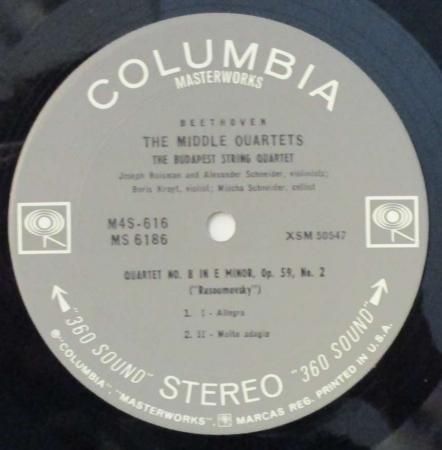 COLUMBIA
MASTERWORKS
BEETHOVEN
THE MIDDLE QUARTETS
THE BUDAPEST STRING QUARTET
Joseph Roisman and Alexander Schneider, violinists;
Boris Kroyt, violist; Mischa Schneider, cellist
M4S-616
MS 6186
XSM 50547
QUARTET NO. 8 IN E MINOR, Op. 59, No. 2
("Rasoumovsky")
1. I - Allegro
2. II - Molto adagio
"360 SOUND" STEREO "360 SOUND"
® "COLUMBIA", "MASTERWORKS", MARCAS REG. PRINTED IN U.S.A.